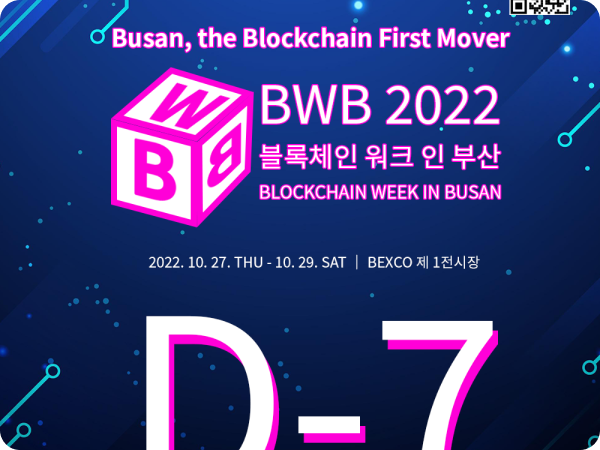 Busan, the Blockchain First Mover
W
B
B
BWB 2022
블록체인 위크 인 부산
BLOCKCHAIN WEEK IN BUSAN
2022. 10. 27. THU - 10. 29. SAT | BEXCO 제 1전시장
D-7